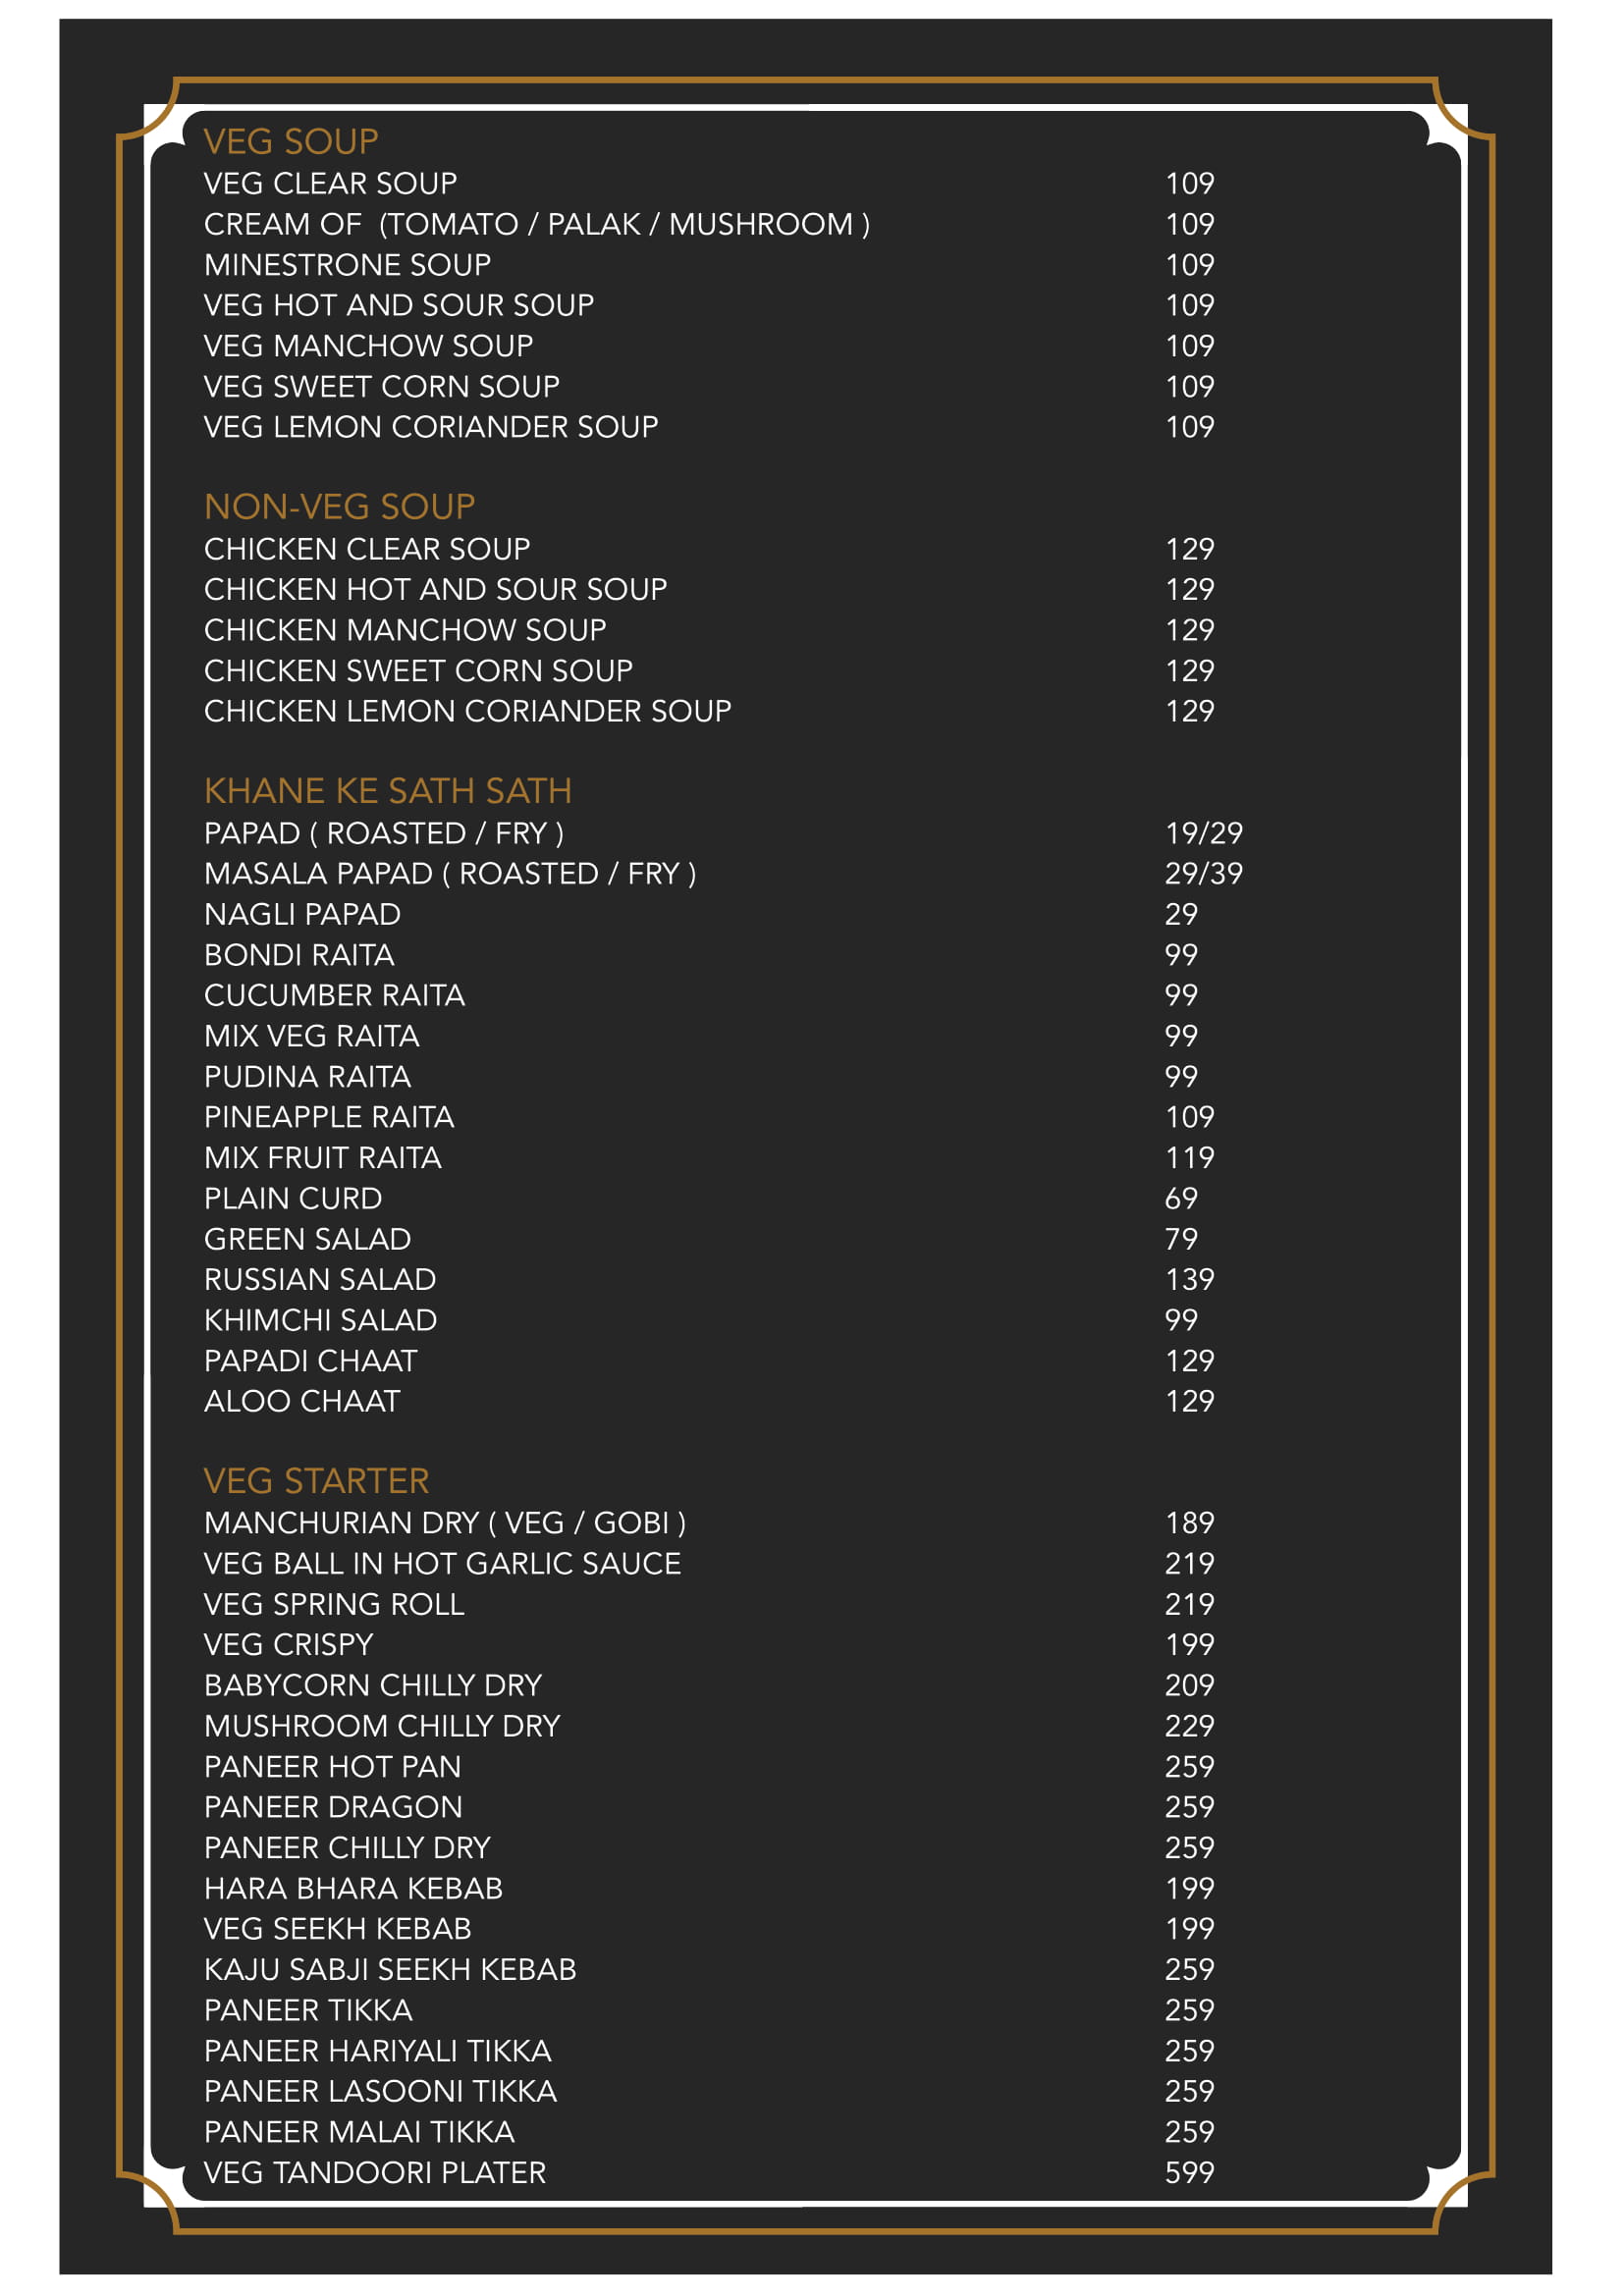 VEG SOUP
VEG CLEAR SOUP 109
CREAM OF (TOMATO / PALAK / MUSHROOM ) 109
MINESTRONE SOUP 109
VEG HOT AND SOUR SOUP 109
VEG MANCHOW SOUP 109
VEG SWEET CORN SOUP 109
VEG LEMON CORIANDER SOUP 109
NON-VEG SOUP
CHICKEN CLEAR SOUP 129
CHICKEN HOT AND SOUR SOUP 129
CHICKEN MANCHOW SOUP 129
CHICKEN SWEET CORN SOUP 129
CHICKEN LEMON CORIANDER SOUP 129
KHANE KE SATH SATH
PAPAD ( ROASTED / FRY ) 19/29
MASALA PAPAD ( ROASTED / FRY ) 29/39
NAGLI PAPAD 29
BONDI RAITA 99
CUCUMBER RAITA 99
MIX VEG RAITA 99
PUDINA RAITA 99
PINEAPPLE RAITA 109
MIX FRUIT RAITA 119
PLAIN CURD 69
GREEN SALAD 79
RUSSIAN SALAD 139
KHIMCHI SALAD 99
PAPADI CHAAT 129
ALOO CHAAT 129
VEG STARTER
MANCHURIAN DRY ( VEG / GOBI ) 189
VEG BALL IN HOT GARLIC SAUCE 219
VEG SPRING ROLL 219
VEG CRISPY 199
BABYCORN CHILLY DRY 209
MUSHROOM CHILLY DRY 229
PANEER HOT PAN 259
PANEER DRAGON 259
PANEER CHILLY DRY 259
HARA BHARA KEBAB 199
VEG SEEKH KEBAB 199
KAJU SABJI SEEKH KEBAB 259
PANEER TIKKA 259
PANEER HARIYALI TIKKA 259
PANEER LASOONI TIKKA 259
PANEER MALAI TIKKA 259
VEG TANDOORI PLATER 599